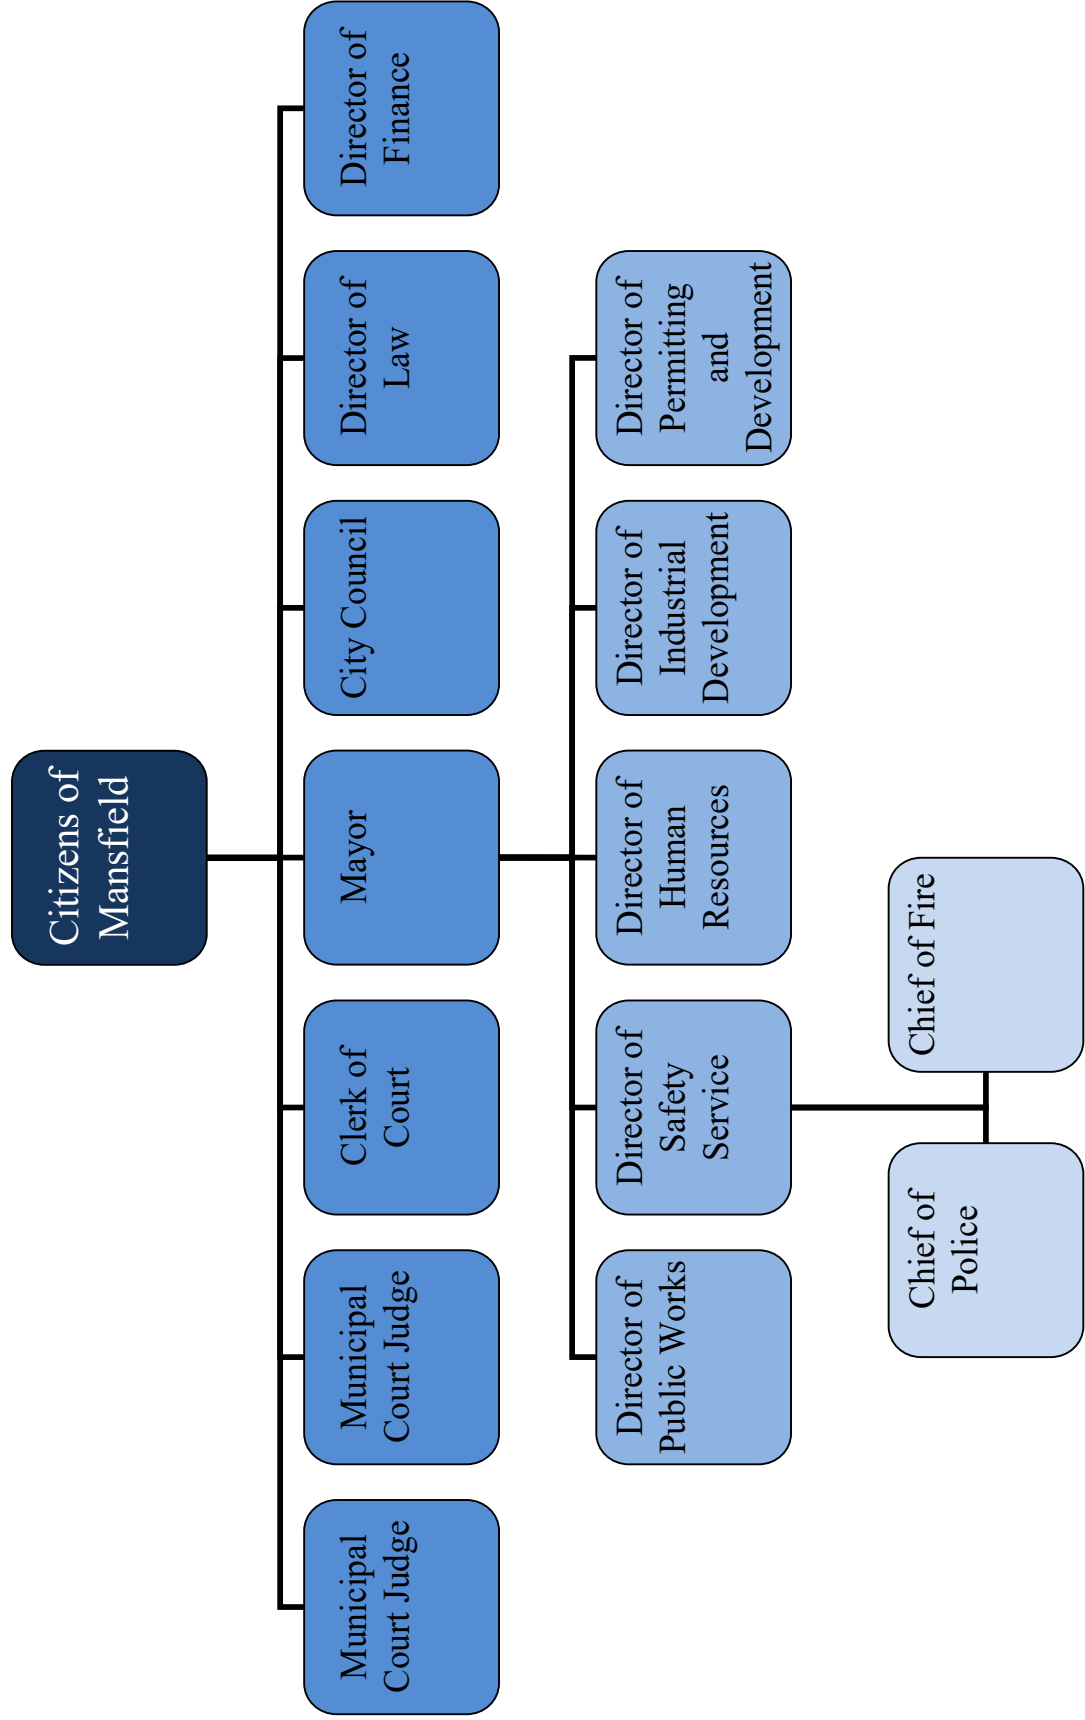 Citizens of
Mansfield
Municipal
Court Judge
Municipal
Court Judge
Clerk of
Court
Mayor
City Council
Director of
Law
Director of
Finance
Director of
Public Works
Director of
Safety
Service
Director of
Human
Resources
Director of
Industrial
Development
Director of
Permitting
and
Development
Chief of
Police
Chief of Fire